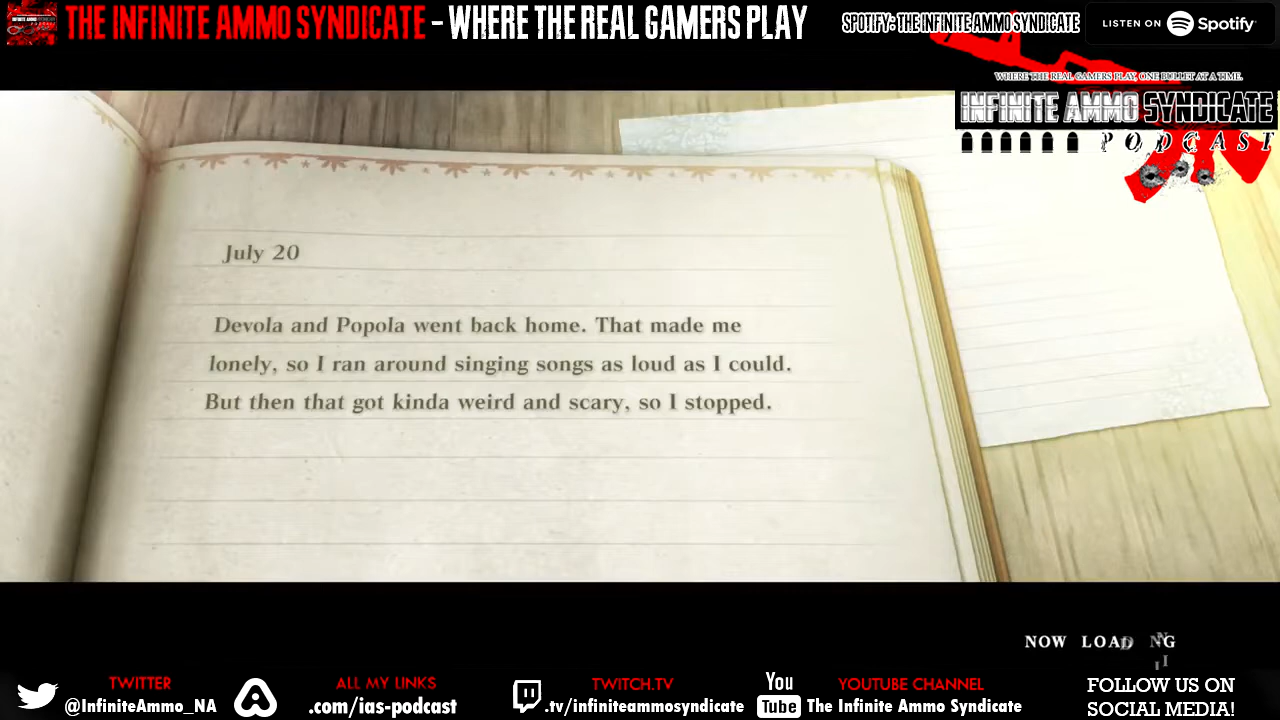 THE INFINITE AMMO SYNDICATE - WHERE THE REAL GAMERS PLAY
SPOTIFY: THE INFINITE AMMO SYNDICATE
LISTEN ON Spotify
WHERE THE REAL GAMERS PLAY, ONE BULLET AT A TIME.
INFINITE AMMO SYNDICATE
PODCAST
July 20
Devola and Popola went back home. That made me
lonely, so I ran around singing songs as loud as I could.
But then that got kinda weird and scary, so I stopped.
NOW LOADING
TWITTER
@InfiniteAmmo_NA
ALL MY LINKS
.com/ias-podcast
TWITCH.TV
.tv/infiniteammosyndicate
You Tube
YOUTUBE CHANNEL
The Infinite Ammo Syndicate
FOLLOW US ON
SOCIAL MEDIA!